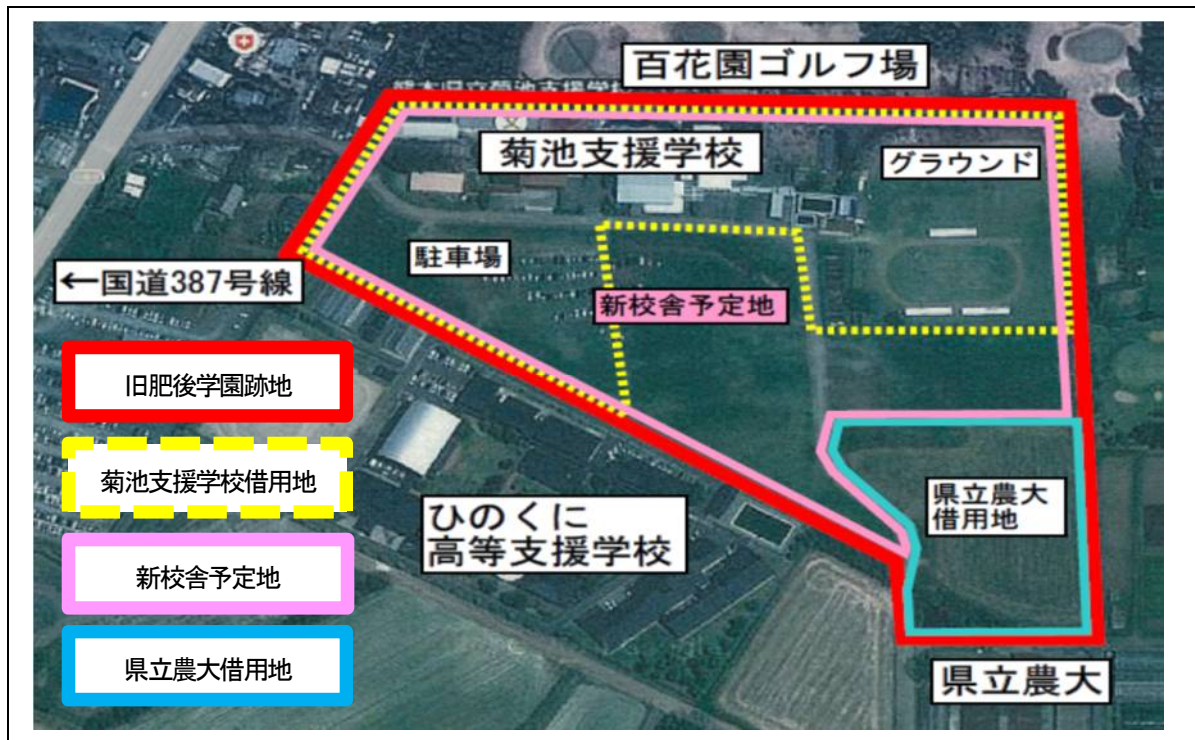 百花園ゴルフ場
菊池支援学校
グラウンド
駐車場
←国道387号線
新校舎予定地
旧肥後学園跡地
菊池支援学校借用地
新校舎予定地
県立農大借用地
ひのくに
高等支援学校
県立農大
借用地
県立農大